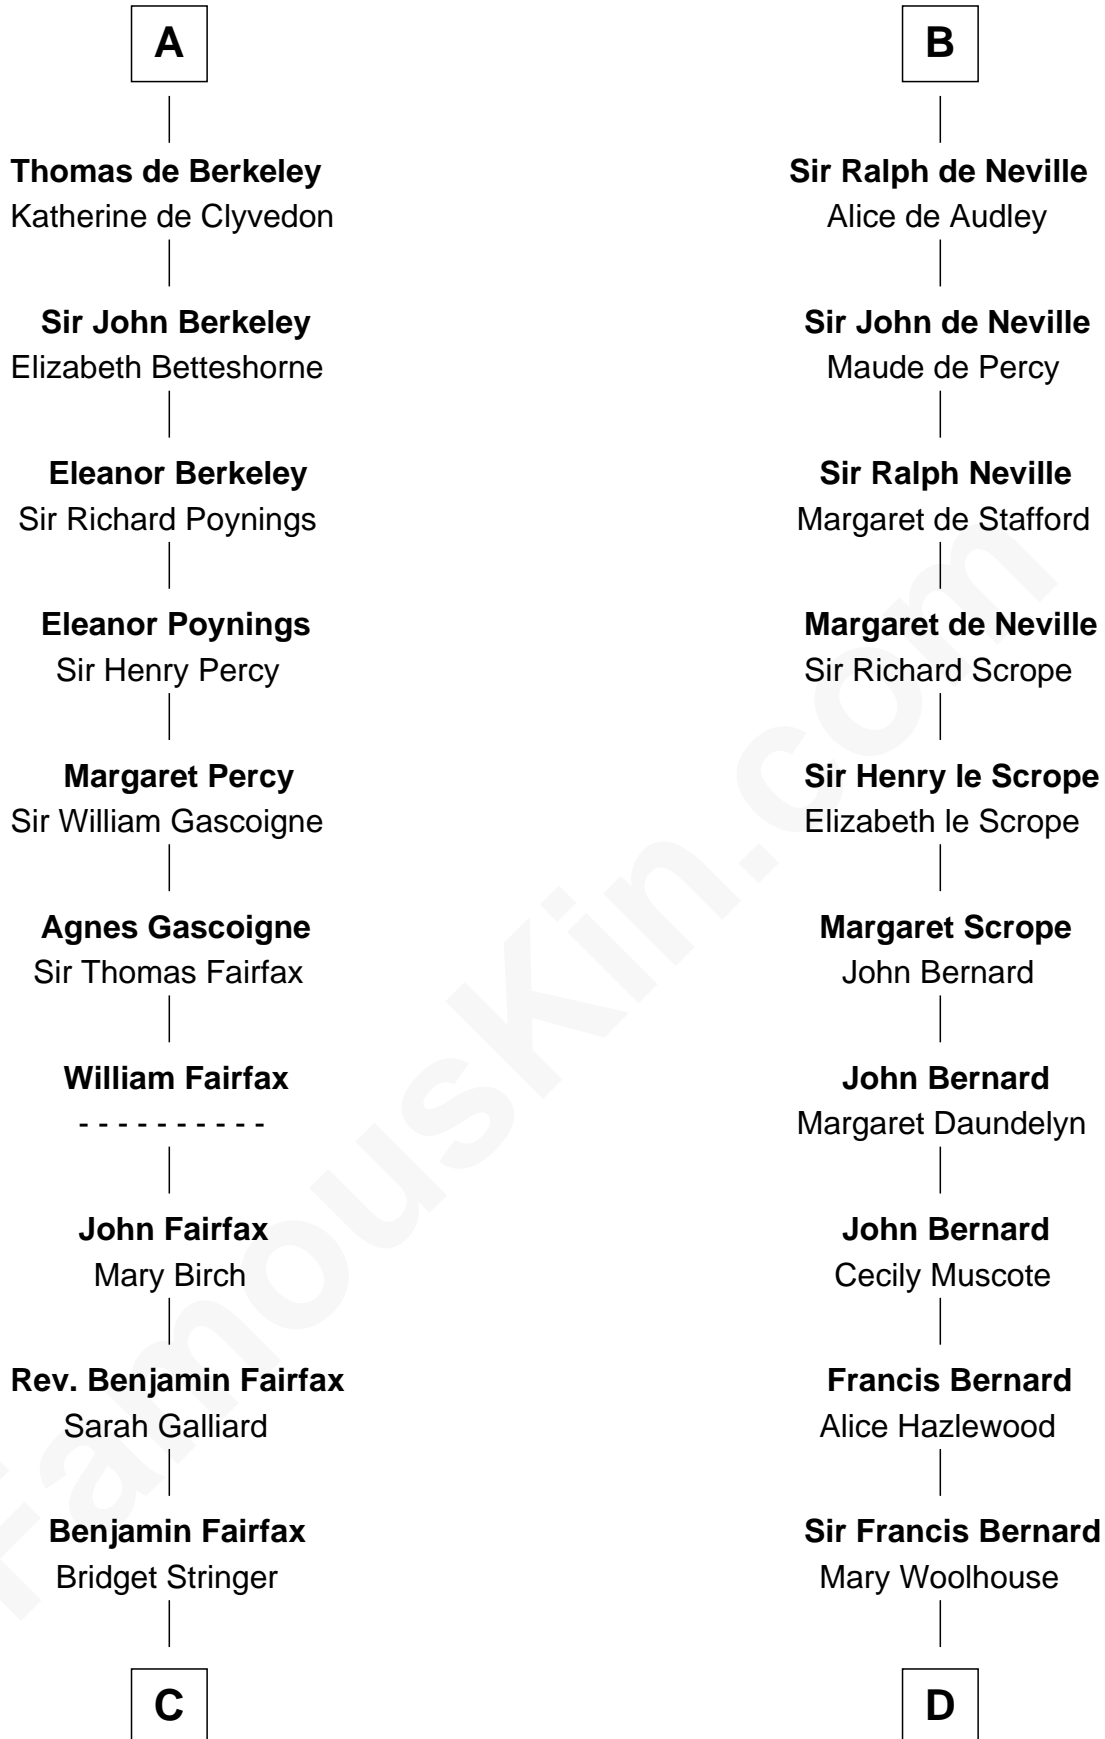 A
Thomas de Berkeley
Katherine de Clyvedon
Sir John Berkeley
Elizabeth Betteshorne
Eleanor Berkeley
Sir Richard Poynings
Eleanor Poynings
Sir Henry Percy
Margaret Percy
Sir William Gascoigne
Agnes Gascoigne
Sir Thomas Fairfax
William Fairfax
- - - - - - - - - -
John Fairfax
Mary Birch
Rev. Benjamin Fairfax
Sarah Galliard
Benjamin Fairfax
Bridget Stringer
C
B
Sir Ralph de Neville
Alice de Audley
Sir John de Neville
Maude de Percy
Sir Ralph Neville
Margaret de Stafford
Margaret de Neville
Sir Richard Scrope
Sir Henry le Scrope
Elizabeth le Scrope
Margaret Scrope
John Bernard
John Bernard
Margaret Daundelyn
John Bernard
Cecily Muscote
Francis Bernard
Alice Hazlewood
Sir Francis Bernard
Mary Woolhouse
D
FamousKin.com